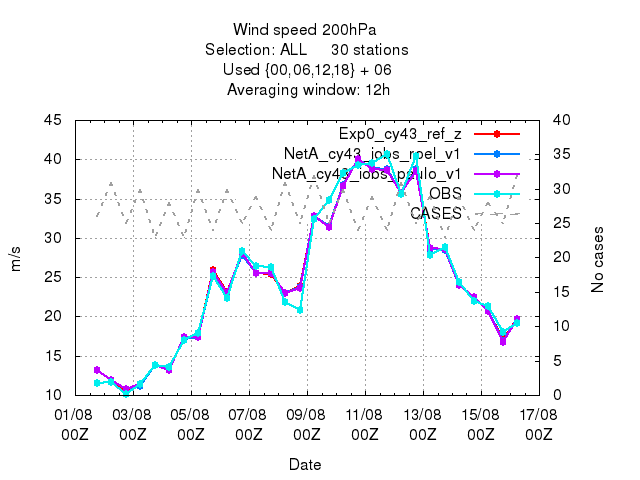 Wind speed 200hPa
Selection: ALL 30 stations
Used {00,06,12,18} + 06
Averaging window: 12h
45
40
35
30
25
20
15
10
m/s
40
35
30
25
20
15
10
5
0
No cases
Exp0_cy43_ref_z
NetA_cy43_iobs_rpel_v1
NetA_cy43_iobs_paulo_v1
OBS
CASES
01/08 03/08 05/08 07/08 09/08 11/08 13/08 15/08 17/08
00Z 00Z 00Z 00Z 00Z 00Z 00Z 00Z 00Z
Date